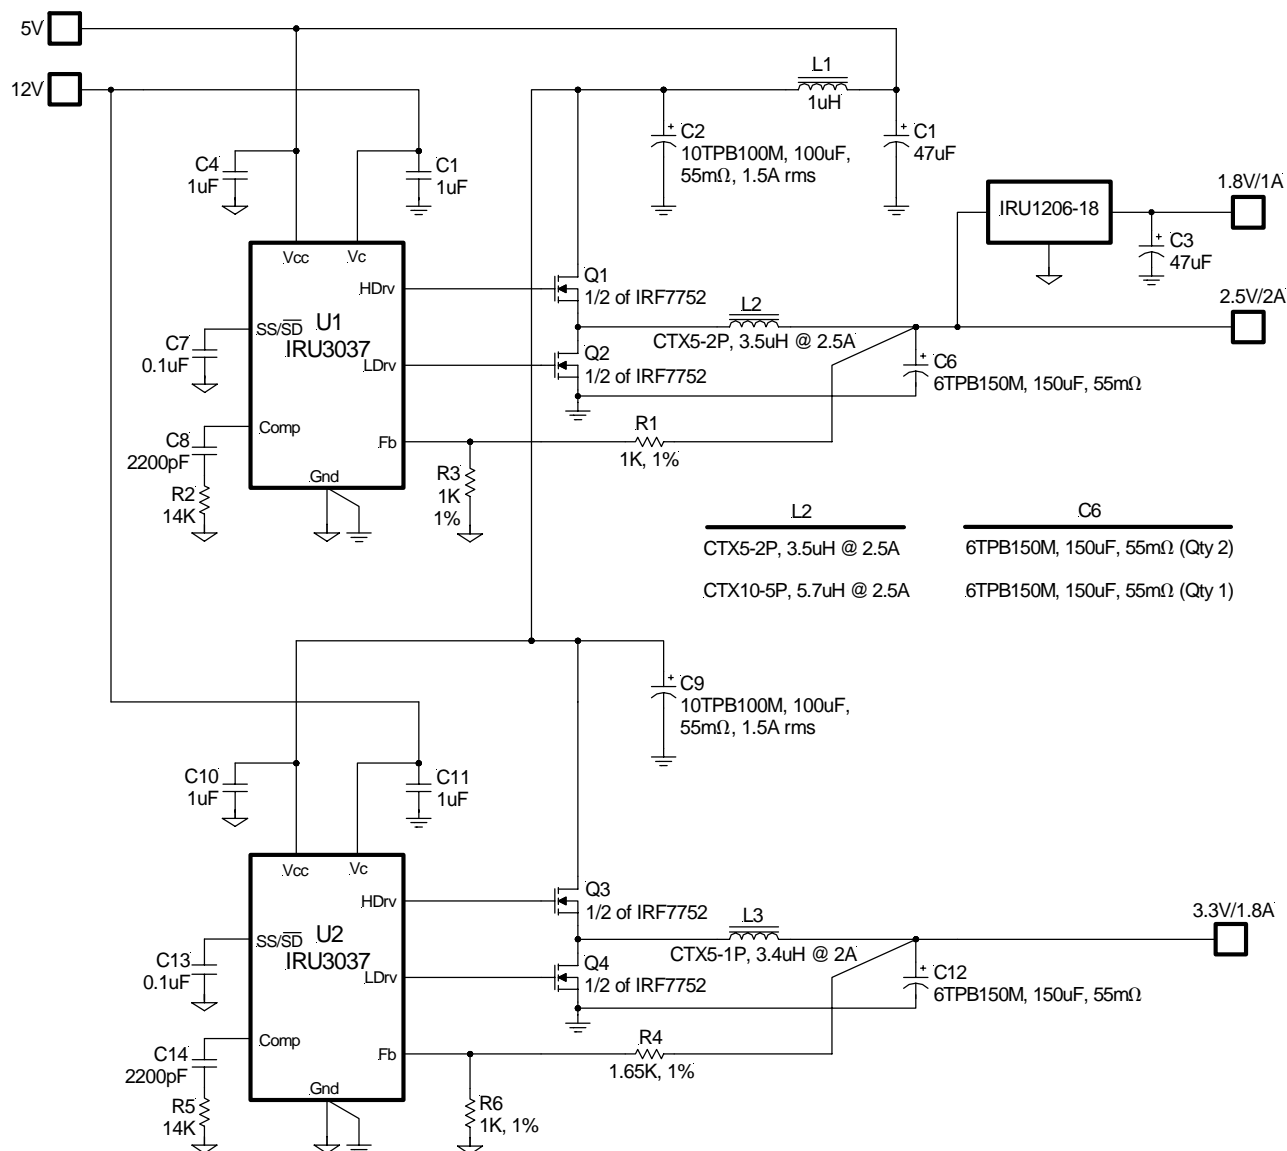 5V
12V
L1
1uH
C4
1uF
C1
1uF
C2
10TPB100M, 100uF,
55mΩ, 1.5A rms
C1
47uF
IRU1206-18
1.8V/1A
C3
47uF
Vcc
Vc
HDrv
Q1
1/2 of IRF7752
U1
IRU3037
SS/SD
C7
0.1uF
L2
CTX5-2P, 3.5uH @ 2.5A
2.5V/2A
LDrv
Q2
1/2 of IRF7752
C6
6TPB150M, 150uF, 55mΩ
Comp
C8
2200pF
Fb
R1
1K, 1%
Gnd
R2
14K
R3
1K
1%
L2
C6
CTX5-2P, 3.5uH @ 2.5A
6TPB150M, 150uF, 55mΩ (Qty 2)
CTX10-5P, 5.7uH @ 2.5A
6TPB150M, 150uF, 55mΩ (Qty 1)
C9
10TPB100M, 100uF,
55mΩ, 1.5A rms
C10
1uF
C11
1uF
Vcc
Vc
HDrv
Q3
1/2 of IRF7752
U2
IRU3037
SS/SD
C13
0.1uF
L3
CTX5-1P, 3.4uH @ 2A
3.3V/1.8A
LDrv
Q4
1/2 of IRF7752
C12
6TPB150M, 150uF, 55mΩ
Comp
C14
2200pF
Fb
R4
1.65K, 1%
Gnd
R5
14K
R6
1K, 1%